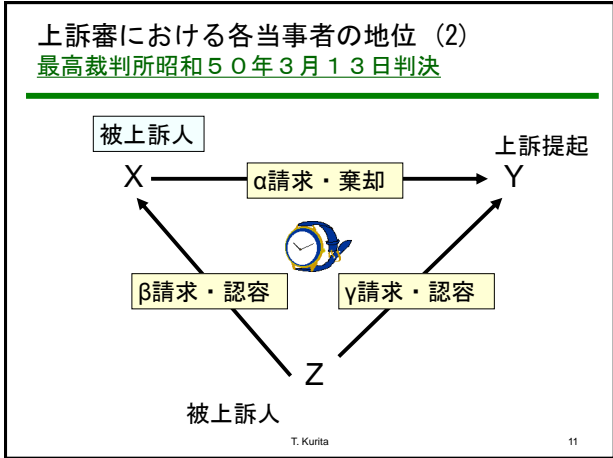 上訴審における各当事者の地位 (2)
最高裁判所昭和５０年３月１３日判決
被上訴人
上訴提起
X
α請求・棄却
Y
β請求・認容
γ請求・認容
Z
被上訴人
T. Kurita
11